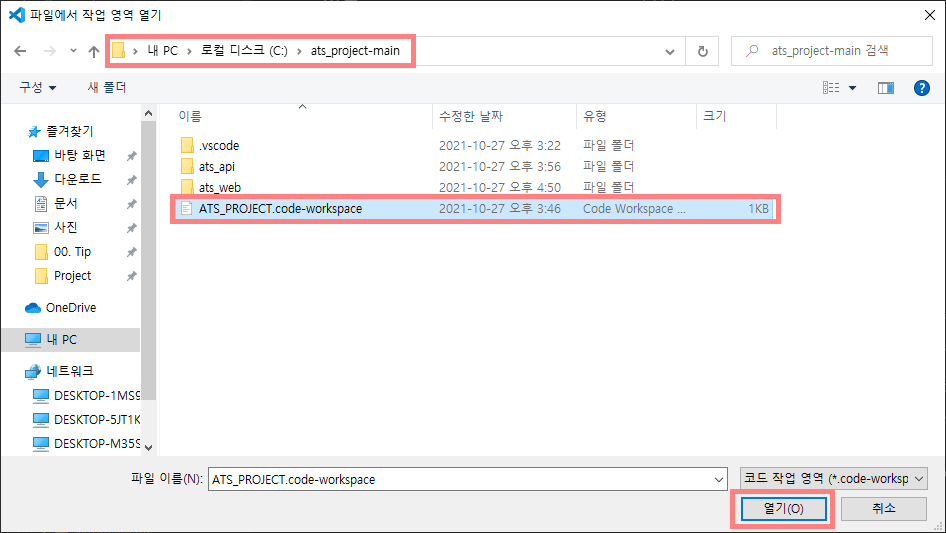 파일에서 작업 영역 열기
내 PC > 로컬 디스크 (C:) > ats_project-main
ats_project-main 검색
구성
새 폴더
이름 수정한 날짜 유형 크기
즐겨찾기
바탕 화면
다운로드
문서
사진
00. Tip
Project
OneDrive
내 PC
네트워크
DESKTOP-1MS9
DESKTOP-5JT1K
DESKTOP-M35S
.vscode 2021-10-27 오후 3:22 파일 폴더
ats_api 2021-10-27 오후 3:56 파일 폴더
ats_web 2021-10-27 오후 4:50 파일 폴더
ATS_PROJECT.code-workspace 2021-10-27 오후 3:46 Code Workspace ... 1KB
파일 이름(N): ATS_PROJECT.code-workspace
코드 작업 영역 (*.code-worksp
열기(O)
취소